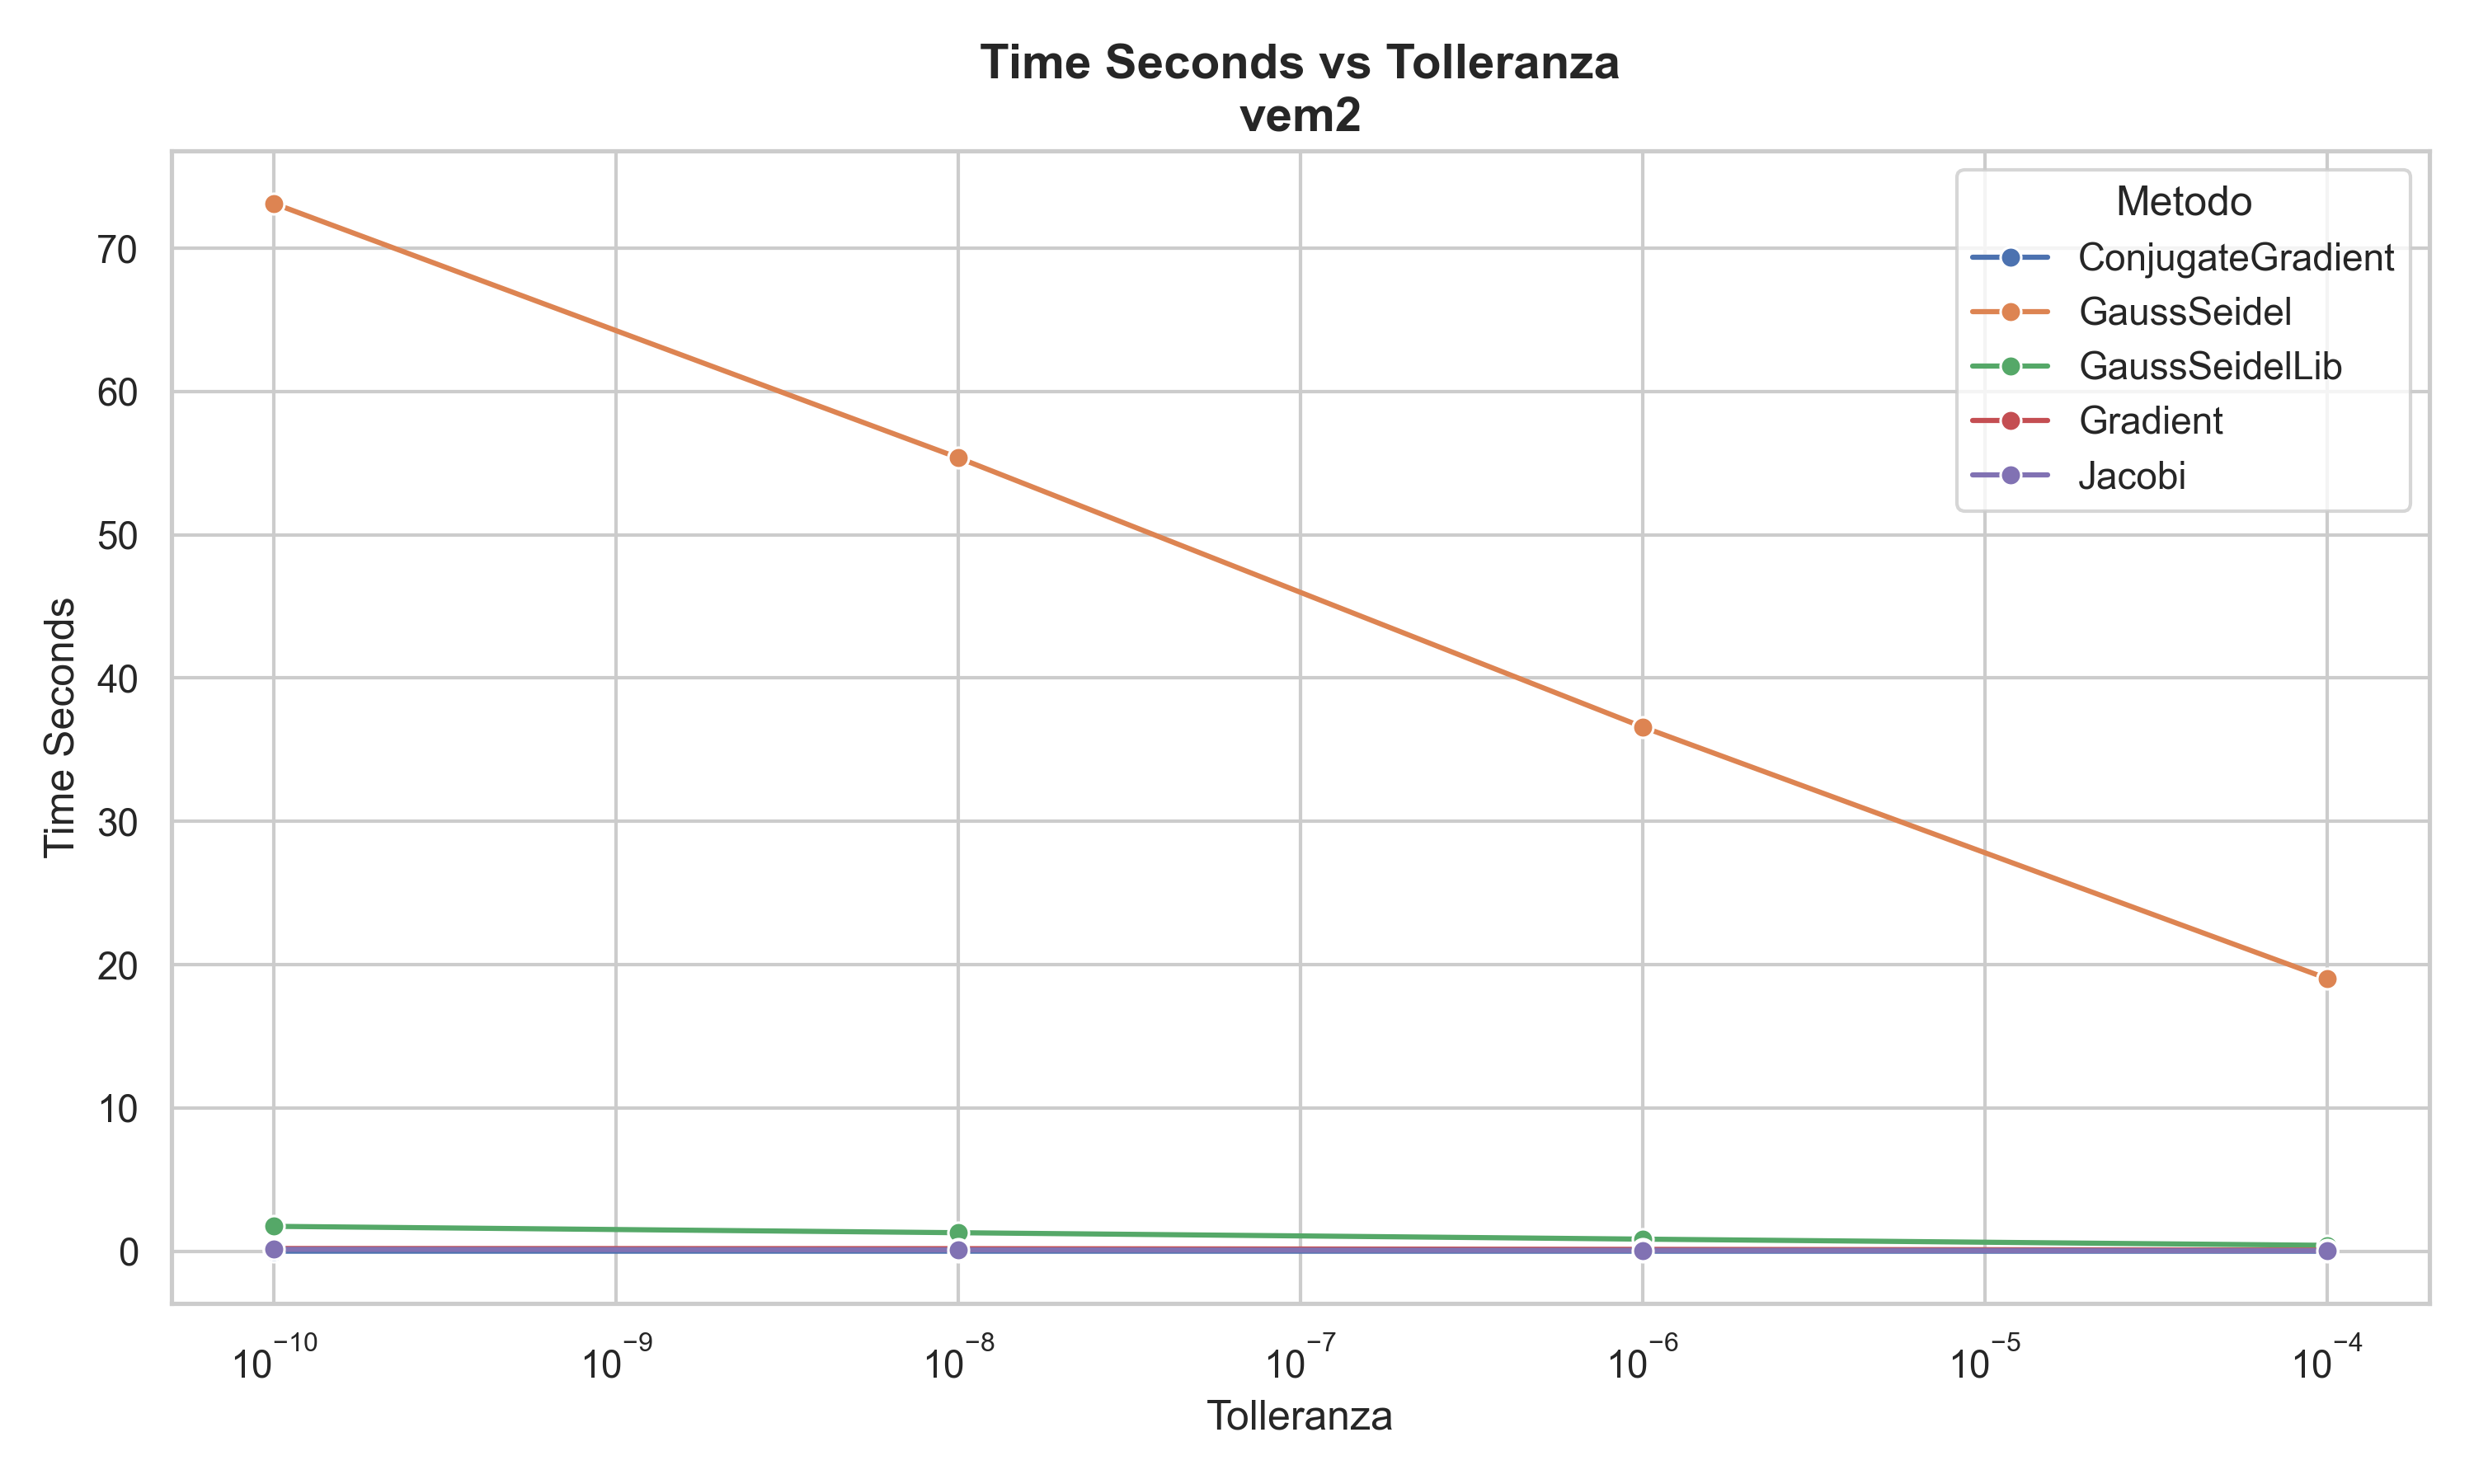 Time Seconds vs Tolleranza
vem2
Metodo
ConjugateGradient
GaussSeidel
GaussSeidelLib
Gradient
Jacobi
Time Seconds
70
60
50
40
30
20
10
0
10⁻¹⁰ 10⁻⁹ 10⁻⁸ 10⁻⁷ 10⁻⁶ 10⁻⁵ 10⁻⁴
Tolleranza